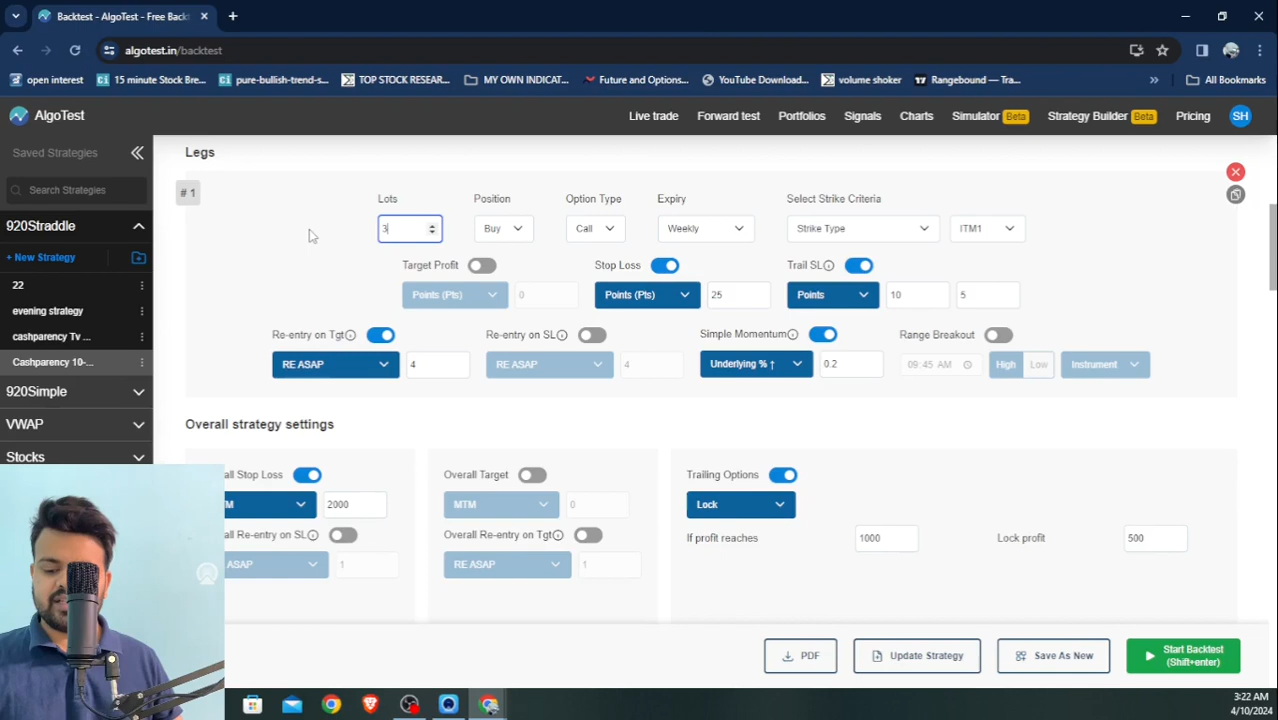 Backtest - AlgoTest - Free Back
algotest.in/backtest
open interest
15 minute Stock Bre...
pure-bullish-trend-s...
TOP STOCK RESEAR...
MY OWN INDICAT...
Future and Options...
YouTube Download...
volume shoker
Rangebound — Tra...
All Bookmarks
AlgoTest
Live trade
Forward test
Portfolios
Signals
Charts
Simulator Beta
Strategy Builder Beta
Pricing
SH
Saved Strategies
Search Strategies
920Straddle
+ New Strategy
22
evening strategy
cashparency Tv ...
Cashparency 10-...
920Simple
VWAP
Stocks
Legs
# 1
Lots
Position
Option Type
Expiry
Select Strike Criteria
3
Buy
Call
Weekly
Strike Type
ITM1
Target Profit
Stop Loss
Trail SL
Points (Pts)
0
Points (Pts)
25
Points
10
5
Re-entry on Tgt
Re-entry on SL
Simple Momentum
Range Breakout
RE ASAP
4
RE ASAP
4
Underlying % ↑
0.2
09:45 AM
High
Low
Instrument
Overall strategy settings
all Stop Loss
Overall Target
Trailing Options
2000
MTM
0
Lock
all Re-entry on SL
Overall Re-entry on Tgt
If profit reaches
1000
Lock profit
500
RE ASAP
1
RE ASAP
1
PDF
Update Strategy
Save As New
Start Backtest
(Shift+enter)
3:22 AM
4/10/2024